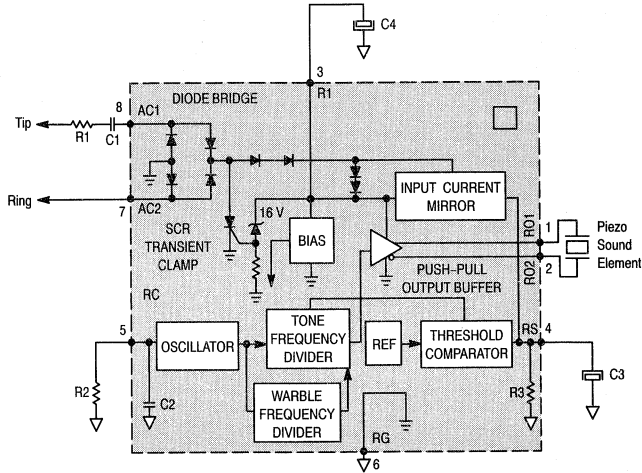 C4
3
R1
DIODE BRIDGE
8
AC1
Tip
R1
C1
Ring
7
AC2
INPUT CURRENT
MIRROR
SCR
TRANSIENT
CLAMP
16 V
BIAS
RO1
1
Piezo
Sound
Element
RO2
2
PUSH-PULL
OUTPUT BUFFER
RC
5
OSCILLATOR
TONE
FREQUENCY
DIVIDER
REF
THRESHOLD
COMPARATOR
RS
4
R2
C2
WARBLE
FREQUENCY
DIVIDER
R3
C3
RG
6